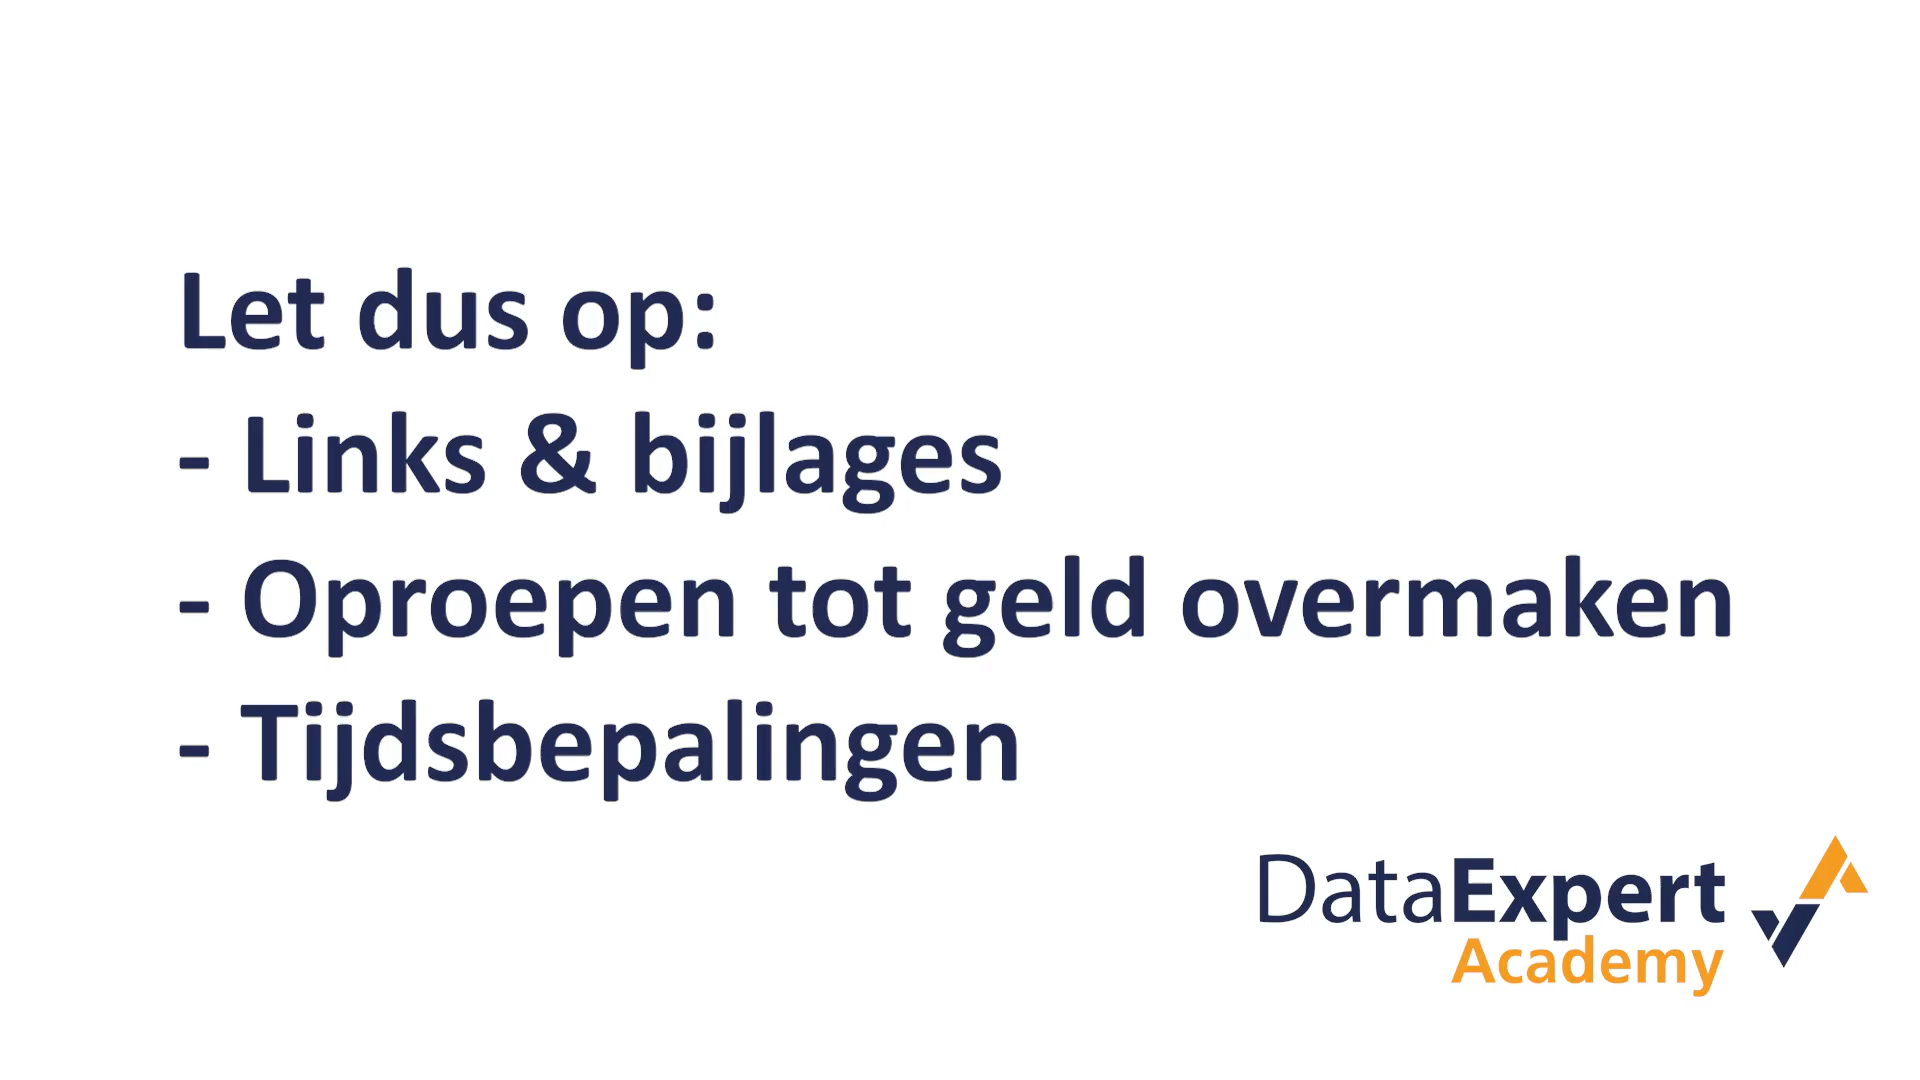 Let dus op:
- Links & bijlages
- Oproepen tot geld overmaken
- Tijdsbepalingen
DataExpert
Academy